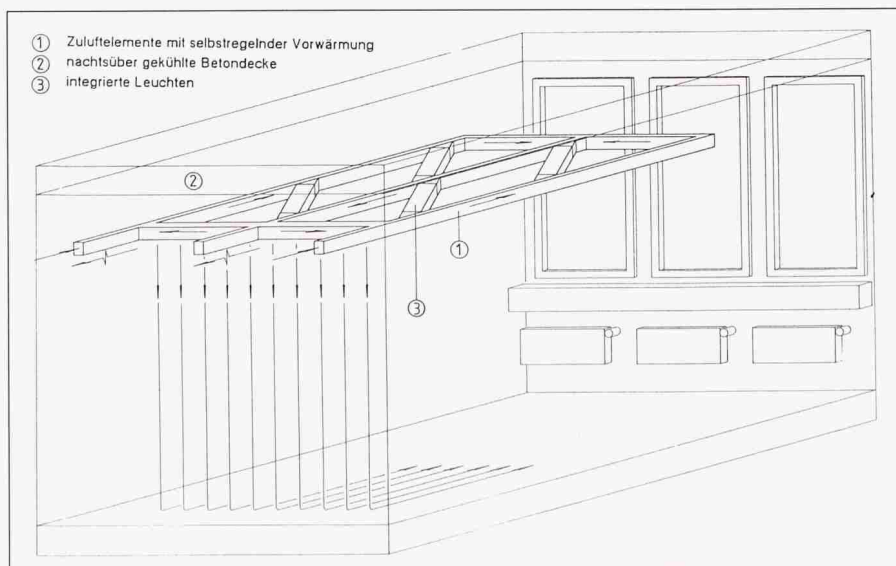 ① Zuluftelemente mit selbstregelnder Vorwärmung
② nachtsüber gekühlte Betondecke
③ integrierte Leuchten
②
①
③